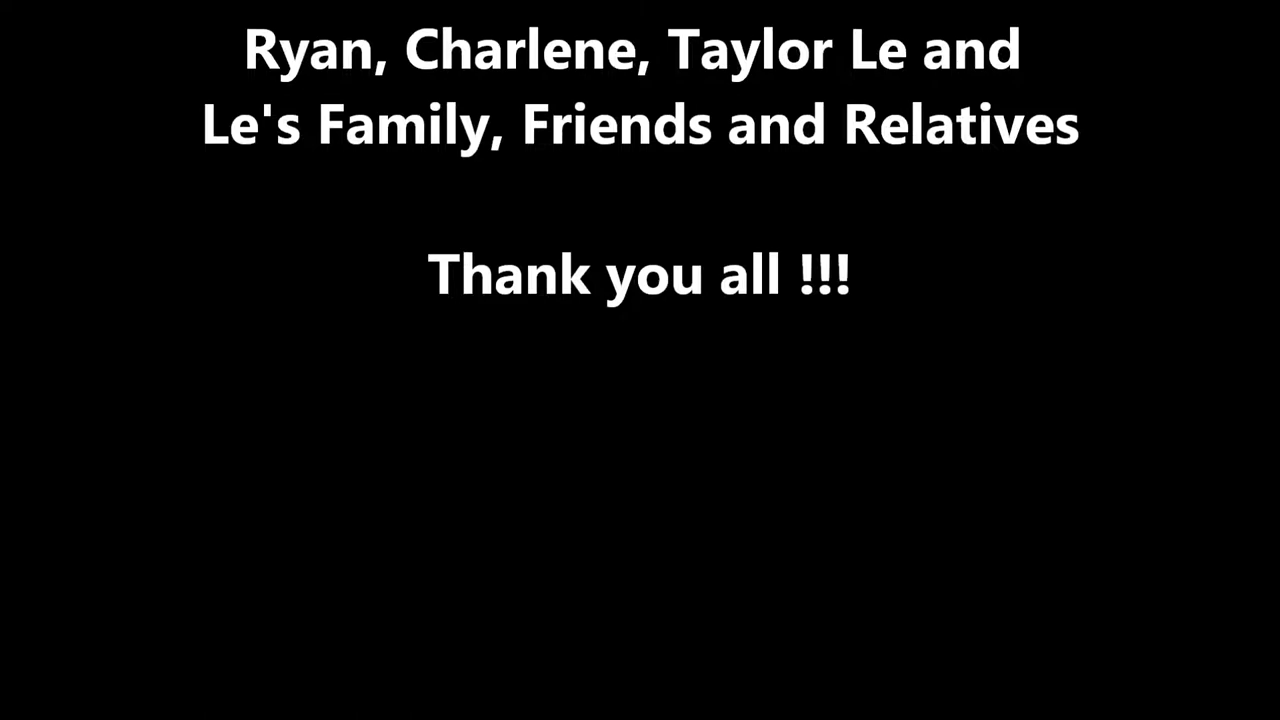 Ryan, Charlene, Taylor Le and
Le's Family, Friends and Relatives
Thank you all !!!